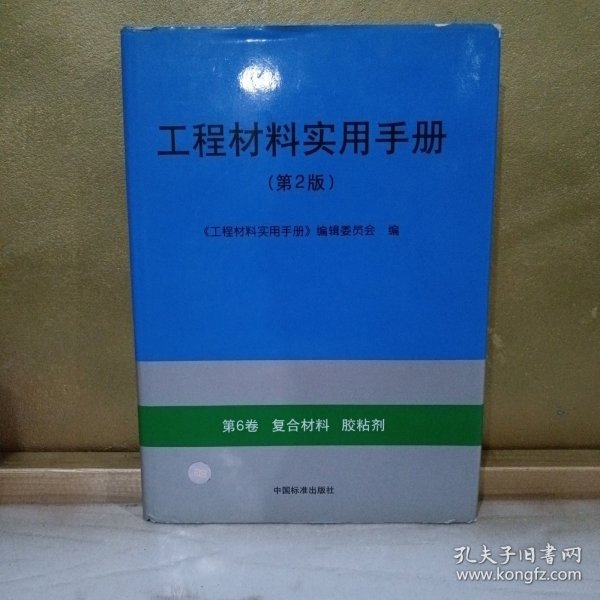 工程材料实用手册
(第2版)
《工程材料实用手册》编辑委员会 编
第6卷 复合材料 胶粘剂
中国标准出版社
孔夫子旧书网
www.kongfz.com